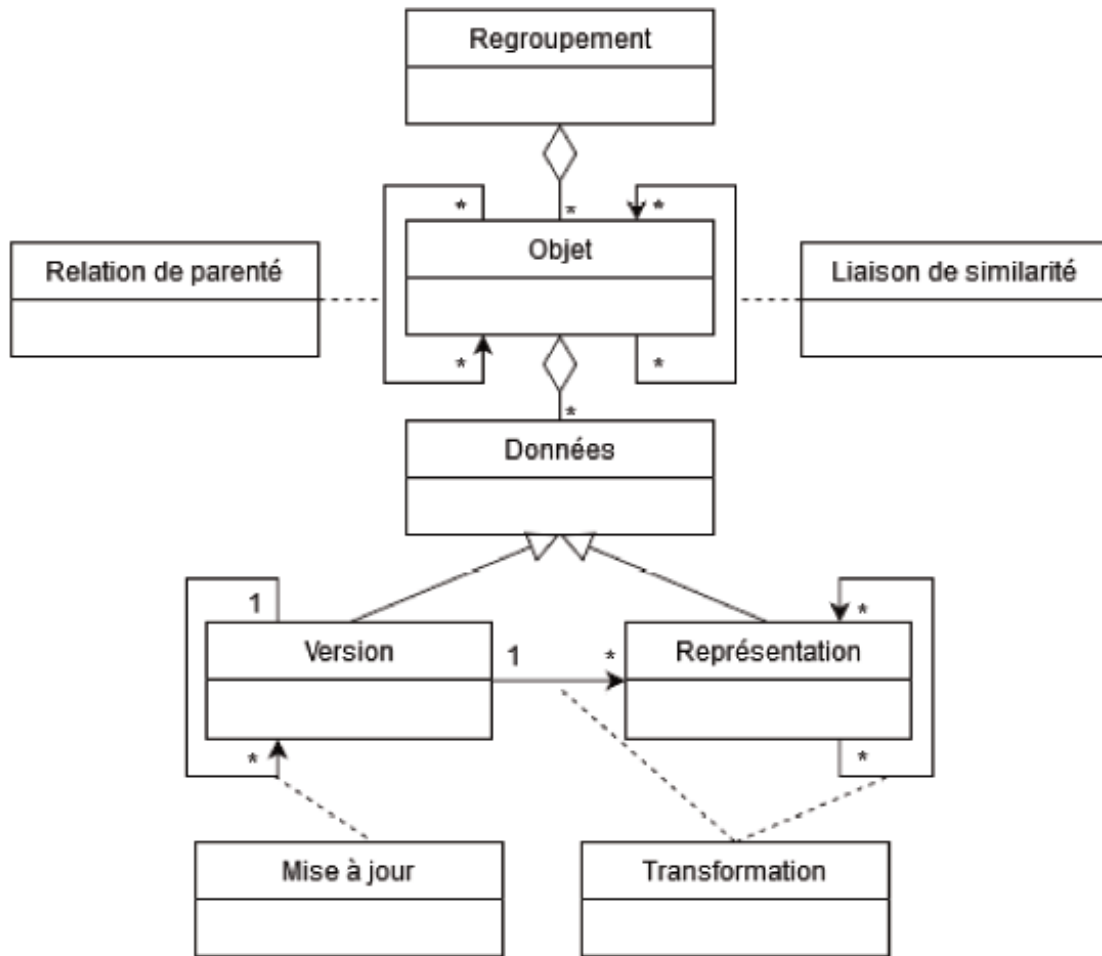 Regroupement
*
*
*
Objet
Relation de parenté
Liaison de similarité
*
*
*
Données
1
*
Version
1
*
Représentation
*
*
Mise à jour
Transformation